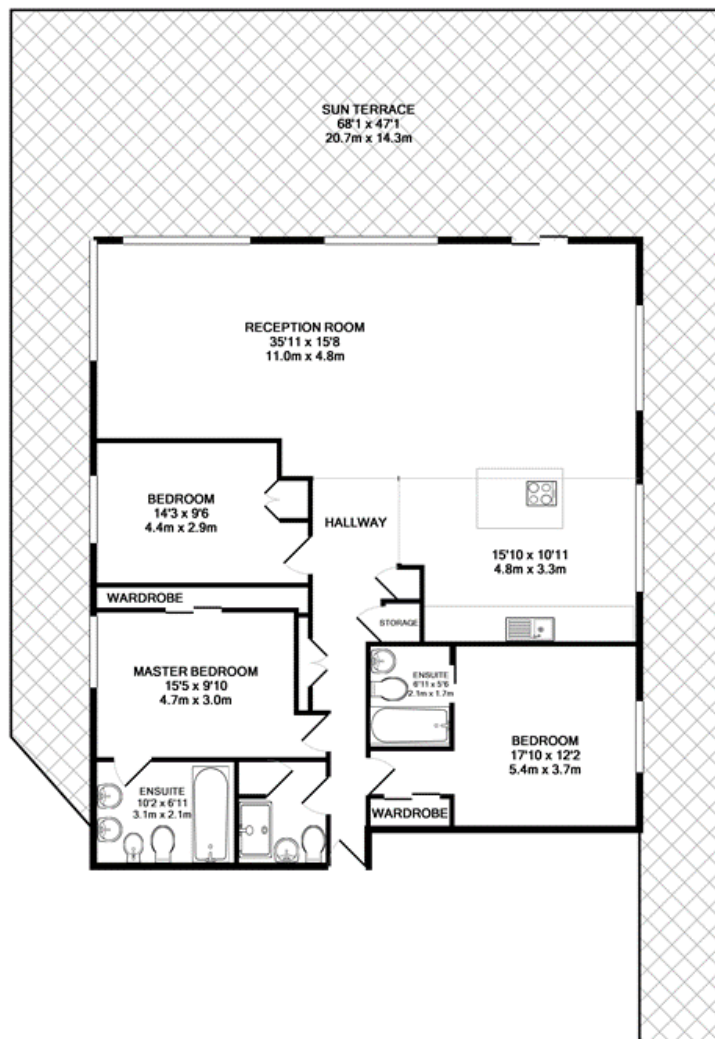 SUN TERRACE
68'1 x 47'1
20.7m x 14.3m
RECEPTION ROOM
35'11 x 15'8
11.0m x 4.8m
BEDROOM
14'3 x 9'6
4.4m x 2.9m
HALLWAY
15'10 x 10'11
4.8m x 3.3m
WARDROBE
STORAGE
MASTER BEDROOM
15'5 x 9'10
4.7m x 3.0m
ENSUITE
6'11 x 5'6
2.1m x 1.7m
BEDROOM
17'10 x 12'2
5.4m x 3.7m
ENSUITE
10'2 x 6'11
3.1m x 2.1m
WARDROBE